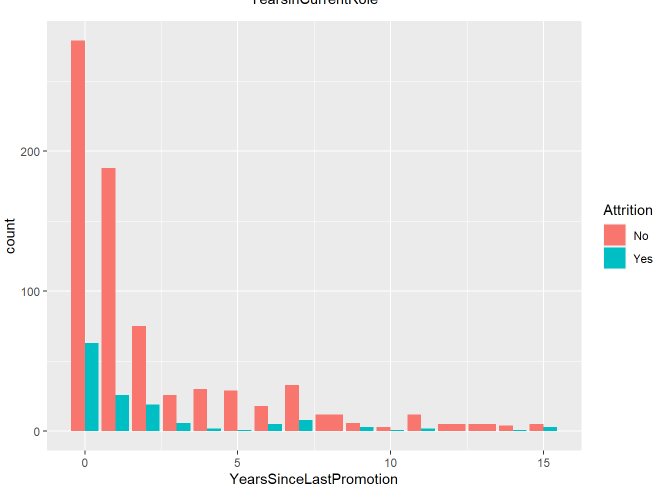 YearsInCurrentRole
count
200
100
0
0 5 10 15
YearsSinceLastPromotion
Attrition
No
Yes